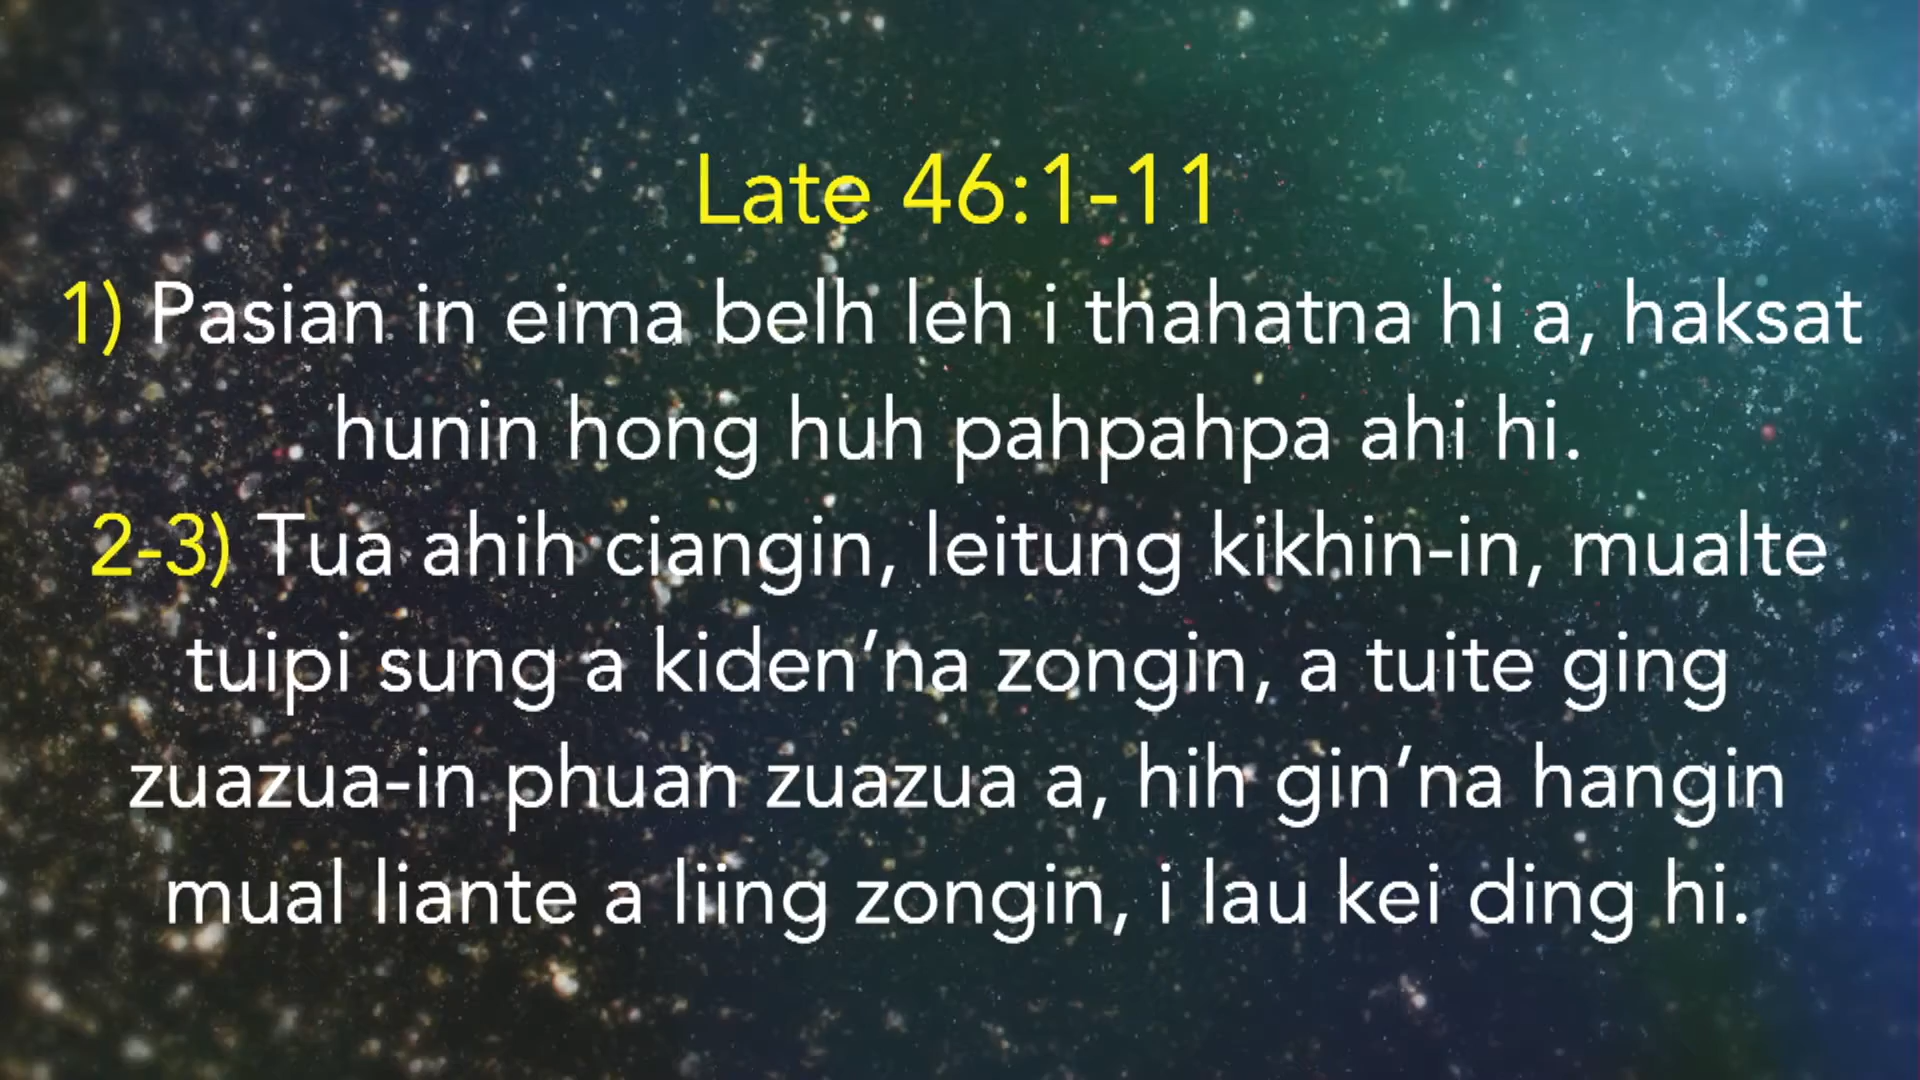 Late 46:1-11
1) Pasian in eima belh leh i thahatna hi a, haksat
hunin hong huh pahpahpa ahi hi.
2-3) Tua ahih ciangin, leitung kikhin-in, mualte
tuipi sung a kiden’na zongin, a tuite ging
zuazua-in phuan zuazua a, hih gin’na hangin
mual liante a liing zongin, i lau kei ding hi.